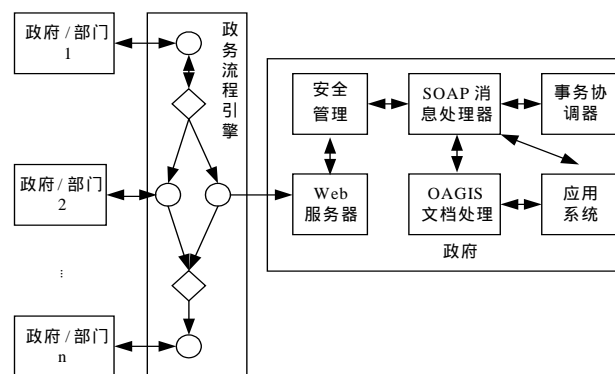 政府/部门
1
政务流程引擎
政府/部门
2
…
政府/部门
n
安全
管理
SOAP 消
息处理器
事务协
调器
Web
服务器
OAGIS
文档处理
应用
系统
政府